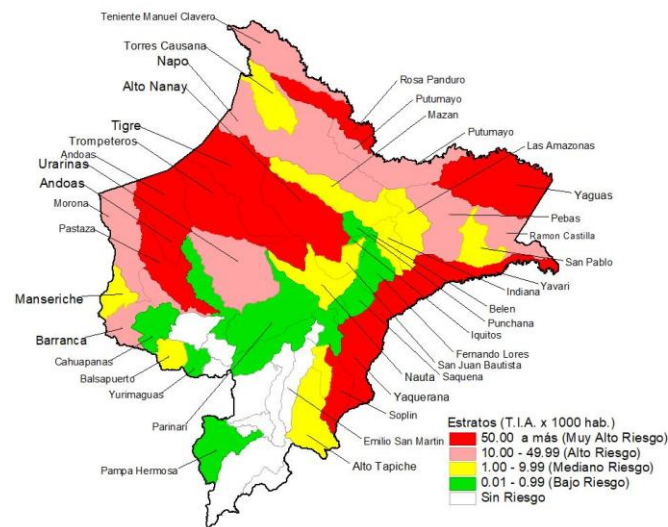 Teniente Manuel Clavero
Torres Causana
Napo
Alto Nanay
Rosa Panduro
Putumayo
Mazan
Tigre
Trompeteros
Andoas
Urarinas
Andoas
Morona
Pastaza
Putumayo
Las Amazonas
Yaguas
Pebas
Ramon Castilla
San Pablo
Yavari
Indiana
Belen
Punchana
Iquitos
Manseriche
Barranca
Cahuapanas
Balsapuerto
Yurimaguas
Fernando Lores
San Juan Bautista
Saquena
Nauta
Yaquerana
Soplin
Parinari
Emilio San Martin
Pampa Hermosa
Alto Tapiche
Estratos (T.I.A. x 1000 hab.)
50.00 a más (Muy Alto Riesgo)
10.00 - 49.99 (Alto Riesgo)
1.00 - 9.99 (Mediano Riesgo)
0.01 - 0.99 (Bajo Riesgo)
Sin Riesgo